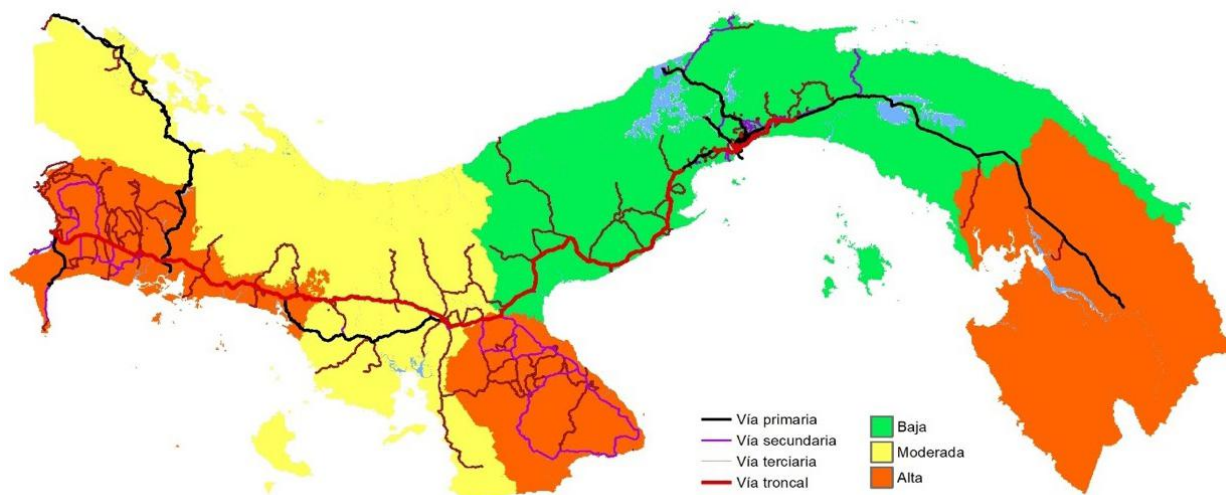 Vía primaria
Vía secundaria
Vía terciaria
Vía troncal
Baja
Moderada
Alta